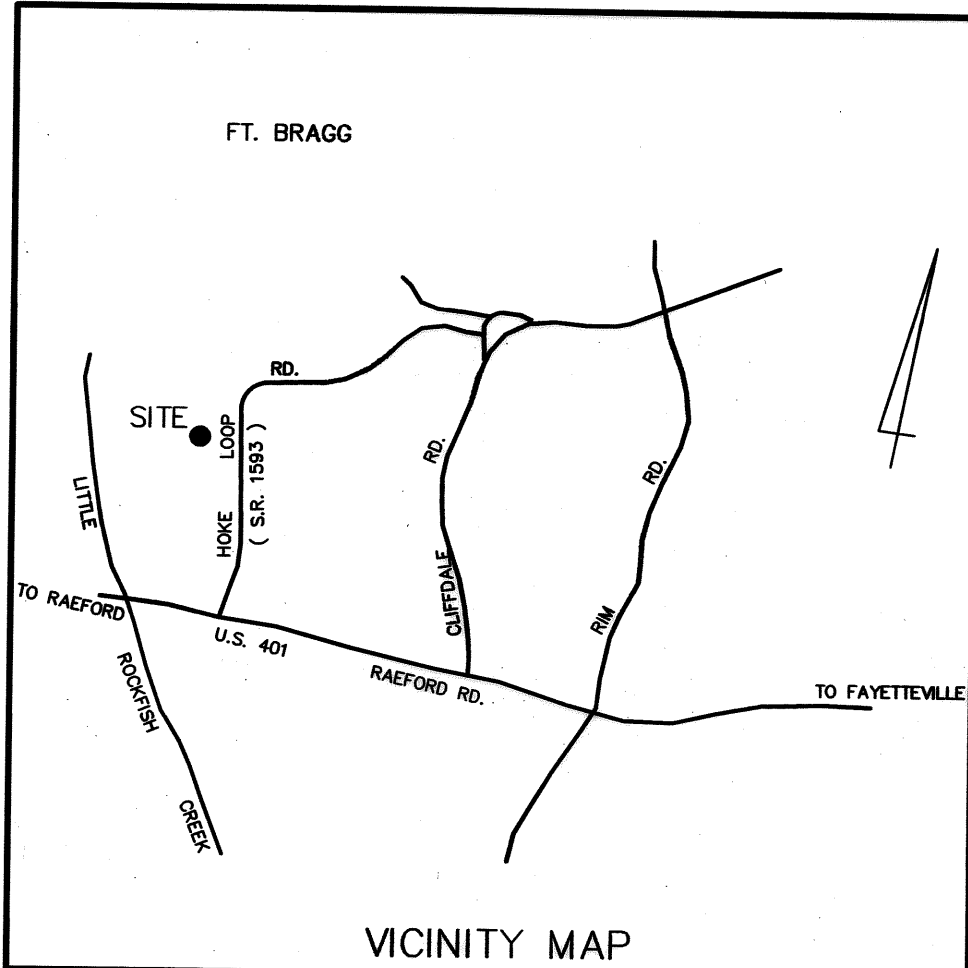 FT. BRAGG
RD.
SITE
HOKE LOOP
( S.R. 1593 )
RD.
CLIFFDALE
RD.
RIM
LITTLE
ROCKFISH
CREEK
TO RAEFORD
U.S. 401
RAEFORD RD.
TO FAYETTEVILLE
VICINITY MAP